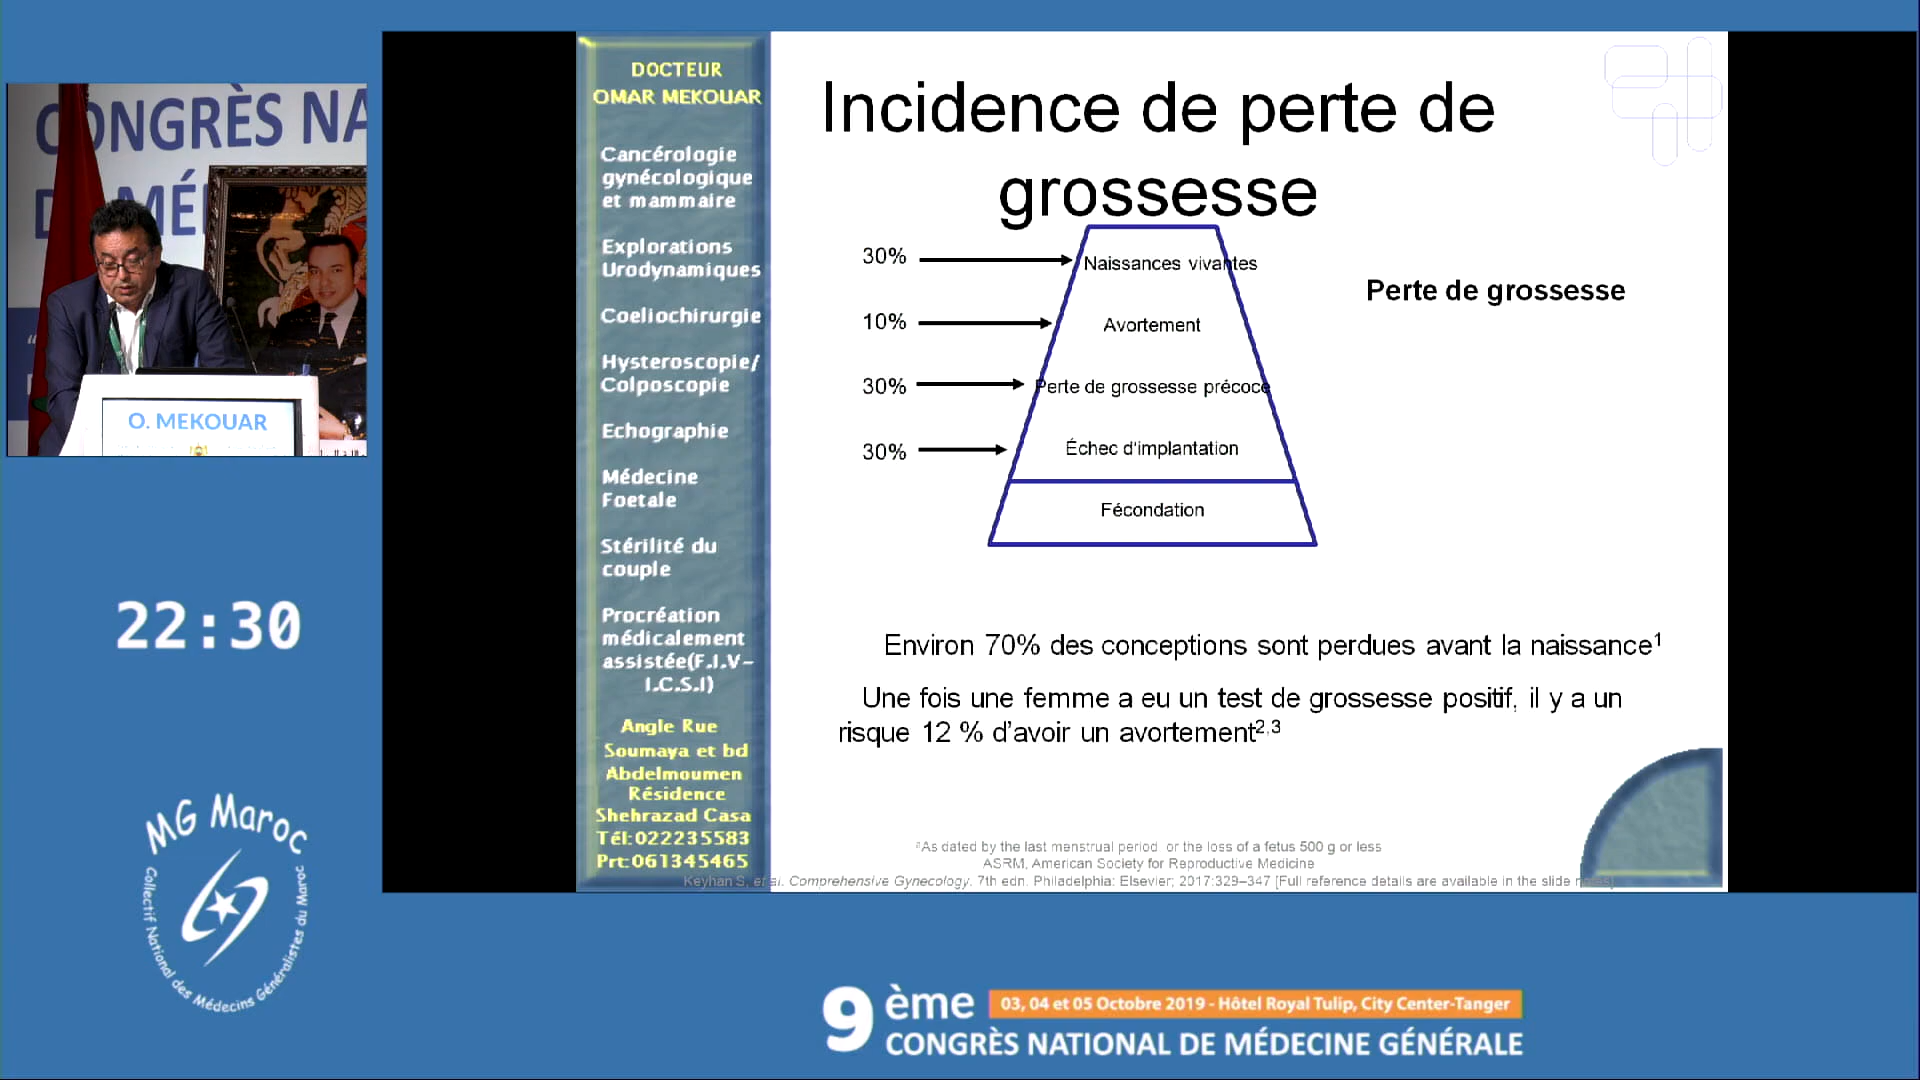 CONGRÈS NA
MÉ
O. MEKOUAR
22:30
MG Maroc
Collectif National des Médecins Généralistes du Maroc
DOCTEUR
OMAR MEKOUAR
Cancérologie
gynécologique
et mammaire
Explorations
Urodynamiques
Coeliochirurgie
Hysteroscopie/
Colposcopie
Echographie
Médecine
Foetale
Stérilité du
couple
Procréation
médicalement
assistée(F.I.V-
I.C.S.I)
Angle Rue
Soumaya et bd
Abdelmoumen
Résidence
Shehrazad Casa
Tél:022235583
Prt:061345465
Incidence de perte de
grossesse
30% Naissances vivantes
10% Avortement
30% Perte de grossesse précoce
30% Échec d'implantation
Fécondation
Perte de grossesse
Environ 70% des conceptions sont perdues avant la naissance¹
Une fois une femme a eu un test de grossesse positif, il y a un
risque 12 % d’avoir un avortement²,³
ᵃAs dated by the last menstrual period or the loss of a fetus 500 g or less
ASRM, American Society for Reproductive Medicine
Keyhan S, et al. Comprehensive Gynecology. 7th edn. Philadelphia: Elsevier; 2017:329–347 [Full reference details are available in the slide notes]
9ème
03, 04 et 05 Octobre 2019 - Hôtel Royal Tulip, City Center-Tanger
CONGRÈS NATIONAL DE MÉDECINE GÉNÉRALE